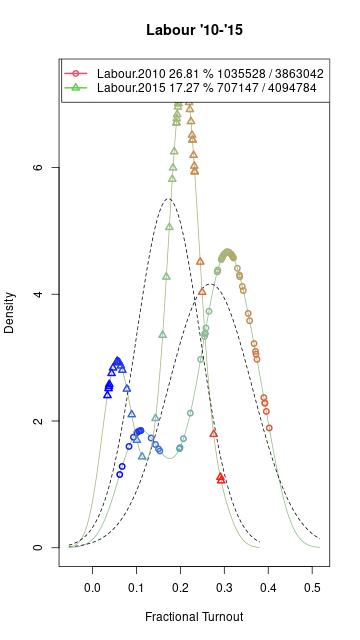 Labour '10-'15
Labour.2010 26.81 % 1035528 / 3863042
Labour.2015 17.27 % 707147 / 4094784
6
4
2
0
Density
0.0 0.1 0.2 0.3 0.4 0.5
Fractional Turnout